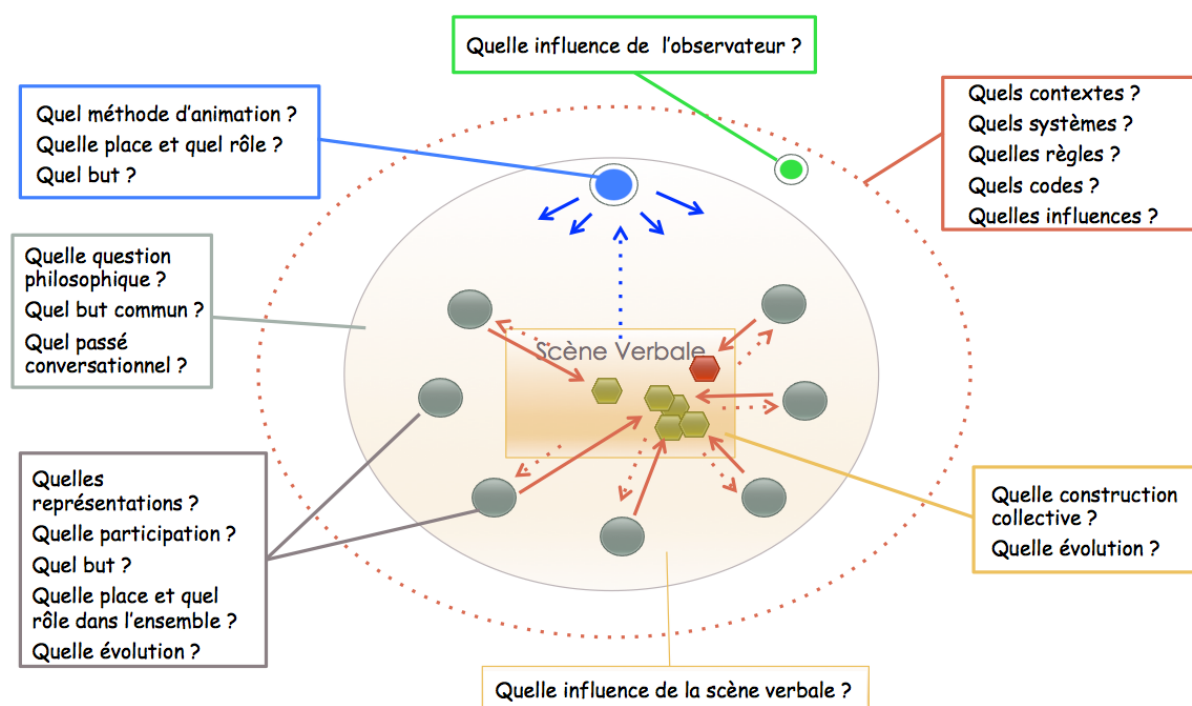 Quelle influence de l'observateur ?
Quel méthode d'animation ?
Quelle place et quel rôle ?
Quel but ?
Quels contextes ?
Quels systèmes ?
Quelles règles ?
Quels codes ?
Quelles influences ?
Quelle question
philosophique ?
Quel but commun ?
Quel passé
conversationnel ?
Scène Verbale
Quelles
représentations ?
Quelle participation ?
Quel but ?
Quelle place et quel
rôle dans l'ensemble ?
Quelle évolution ?
Quelle construction
collective ?
Quelle évolution ?
Quelle influence de la scène verbale ?